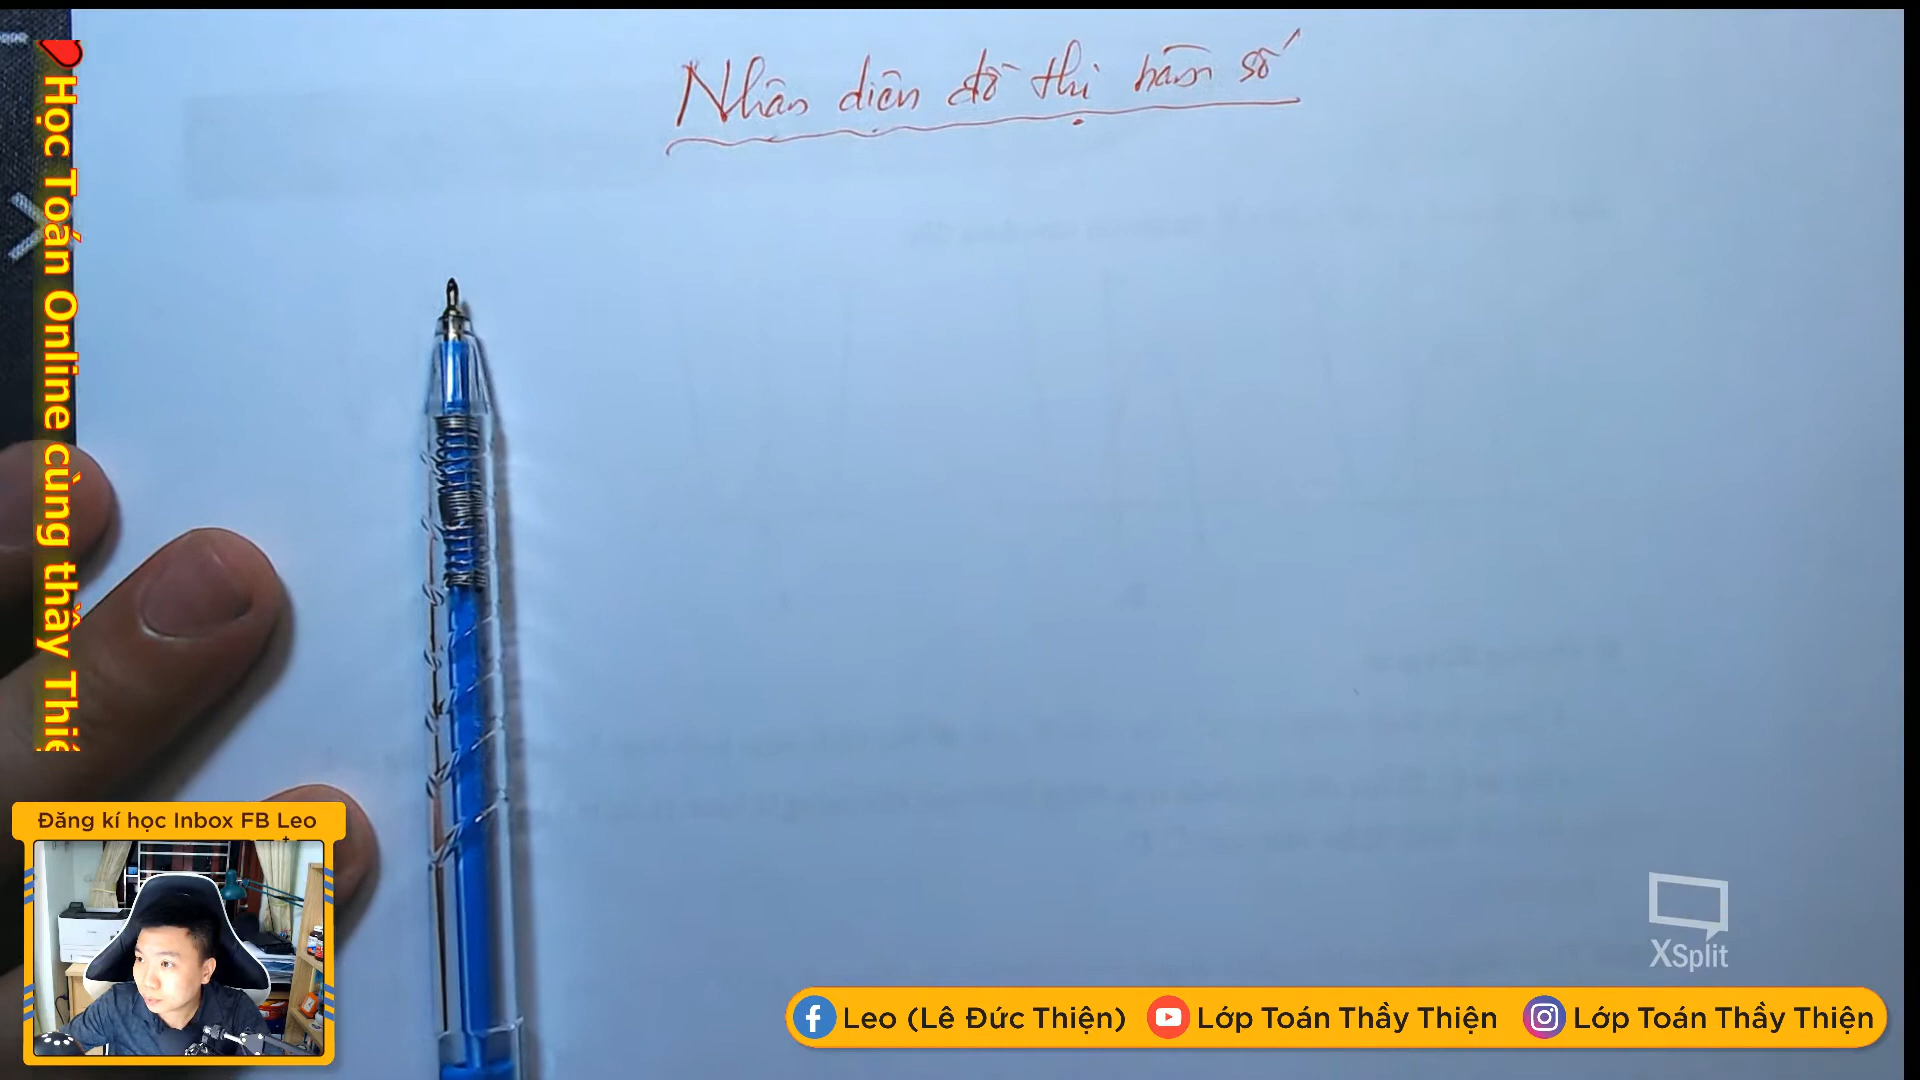 Nhận diện đồ thị hàm số
Học Toán Online cùng thầy Thiệ
Đăng kí học Inbox FB Leo
XSplit
Leo (Lê Đức Thiện) Lớp Toán Thầy Thiện Lớp Toán Thầy Thiện